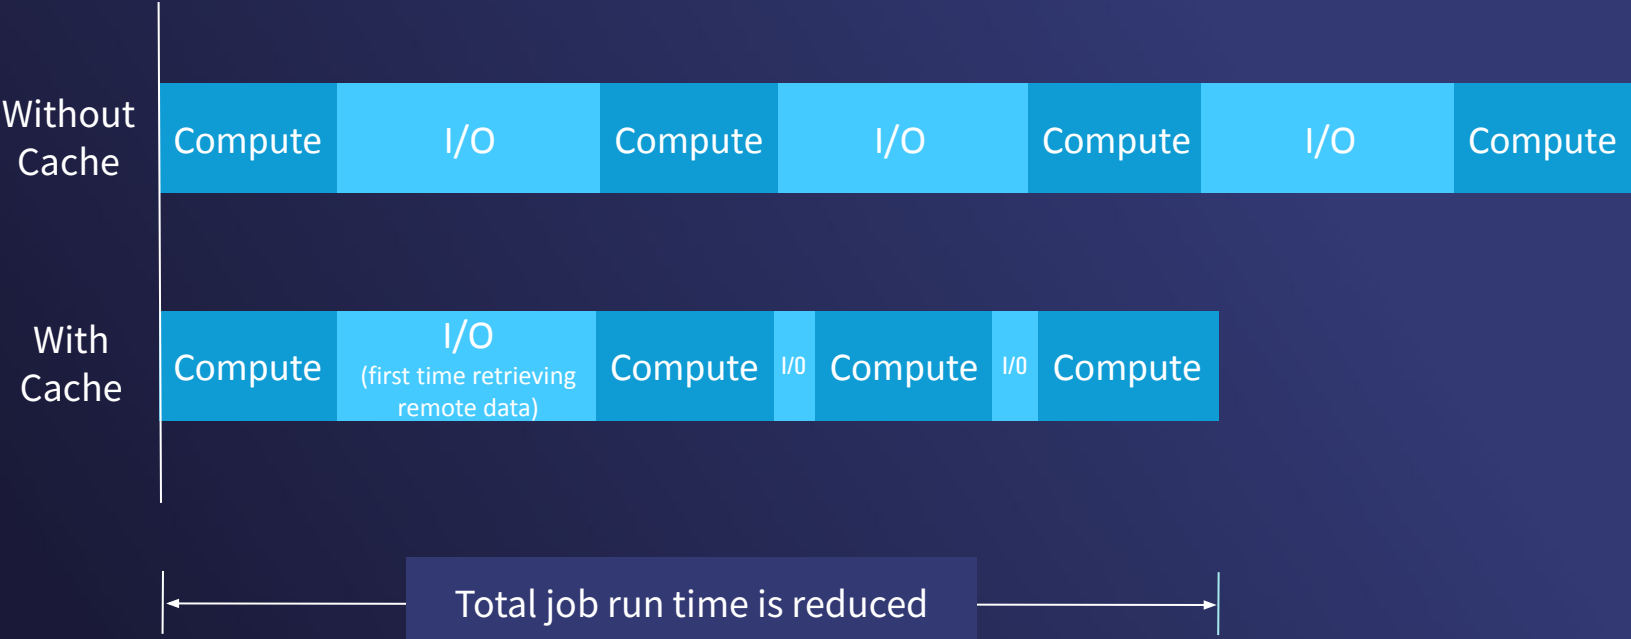 Without
Cache
Compute I/O Compute I/O Compute I/O Compute
With
Cache
Compute
I/O
(first time retrieving
remote data)
Compute I/O Compute I/O Compute
Total job run time is reduced